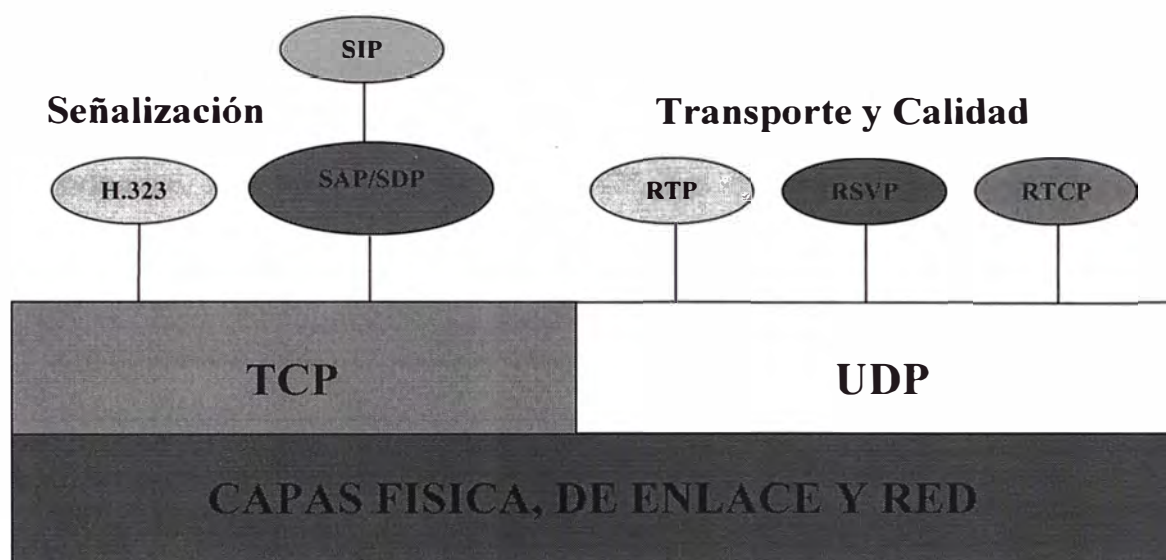 SIP
Señalización
Transporte y Calidad
H.323
SAP/SDP
RTP
RSVP
RTCP
TCP
UDP
CAPAS FISICA, DE ENLACE Y RED